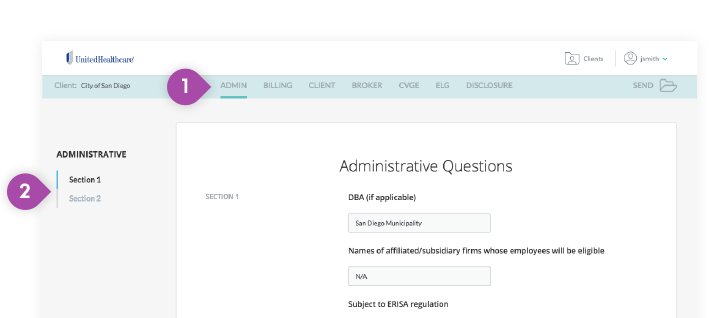 UnitedHealthcare
Clients jsmith
Client: City of San Diego ADMIN BILLING CLIENT BROKER CVGE ELG DISCLOSURE SEND
1
ADMINISTRATIVE
Section 1
Section 2
2
Administrative Questions
SECTION 1
DBA (if applicable)
San Diego Municipality
Names of affiliated/subsidiary firms whose employees will be eligible
N/A
Subject to ERISA regulation